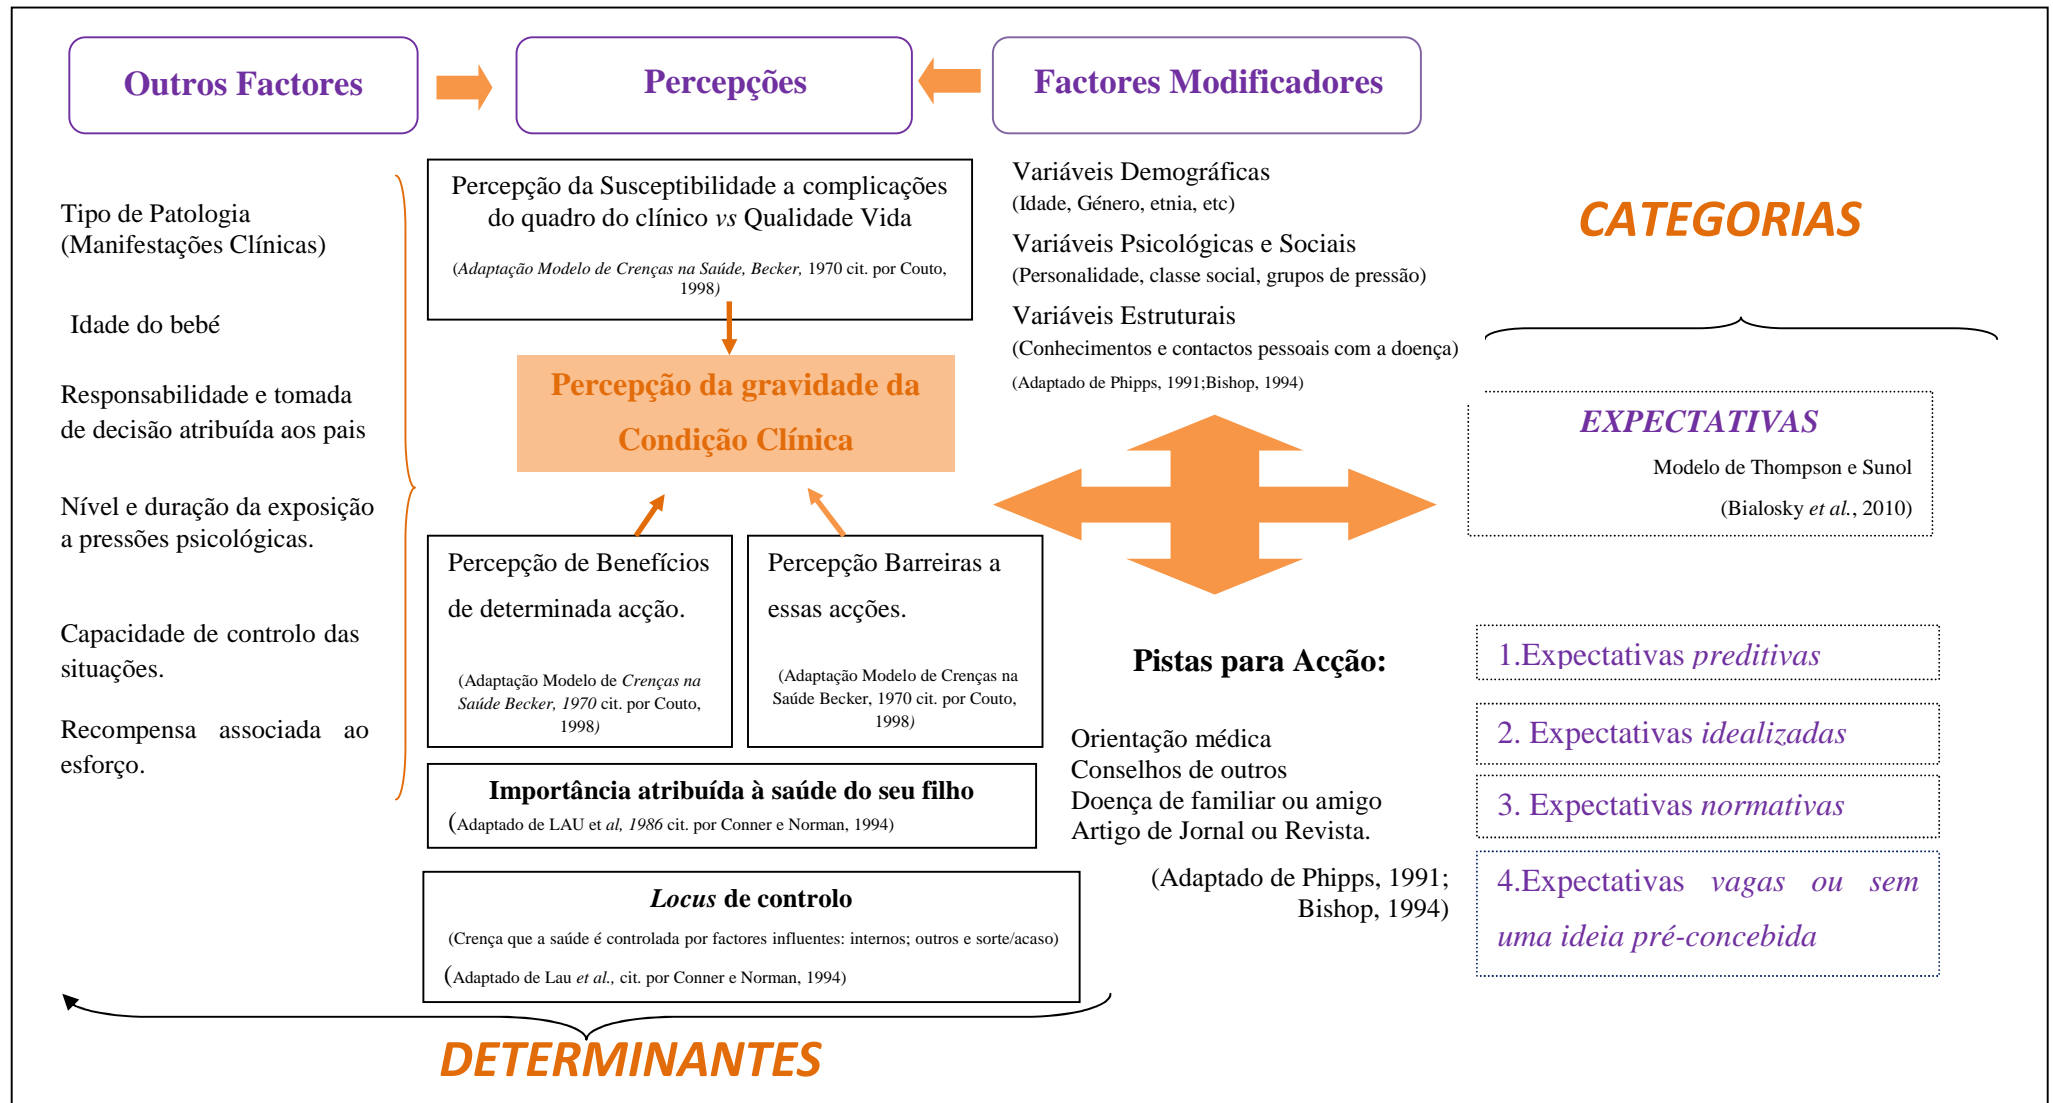 Outros Factores
Percepções
Factores Modificadores
Tipo de Patologia
(Manifestações Clínicas)
Idade do bebé
Responsabilidade e tomada
de decisão atribuída aos pais
Nível e duração da exposição
a pressões psicológicas.
Capacidade de controlo das
situações.
Recompensa associada ao
esforço.
Percepção da Susceptibilidade a complicações
do quadro do clínico vs Qualidade Vida
(Adaptação Modelo de Crenças na Saúde, Becker, 1970 cit. por Couto,
1998)
Percepção da gravidade da
Condição Clínica
Percepção de Benefícios
de determinada acção.
(Adaptação Modelo de Crenças na
Saúde Becker, 1970 cit. por Couto,
1998)
Percepção Barreiras a
essas acções.
(Adaptação Modelo de Crenças na
Saúde Becker, 1970 cit. por Couto,
1998)
Importância atribuída à saúde do seu filho
(Adaptado de LAU et al, 1986 cit. por Conner e Norman, 1994)
Locus de controlo
(Crença que a saúde é controlada por factores influentes: internos; outros e sorte/acaso)
(Adaptado de Lau et al., cit. por Conner e Norman, 1994)
DETERMINANTES
Variáveis Demográficas
(Idade, Género, etnia, etc)
Variáveis Psicológicas e Sociais
(Personalidade, classe social, grupos de pressão)
Variáveis Estruturais
(Conhecimentos e contactos pessoais com a doença)
(Adaptado de Phipps, 1991;Bishop, 1994)
Pistas para Acção:
Orientação médica
Conselhos de outros
Doença de familiar ou amigo
Artigo de Jornal ou Revista.
(Adaptado de Phipps, 1991;
Bishop, 1994)
CATEGORIAS
EXPECTATIVAS
Modelo de Thompson e Sunol
(Bialosky et al., 2010)
1.Expectativas preditivas
2. Expectativas idealizadas
3. Expectativas normativas
4.Expectativas vagas ou sem
uma ideia pré-concebida